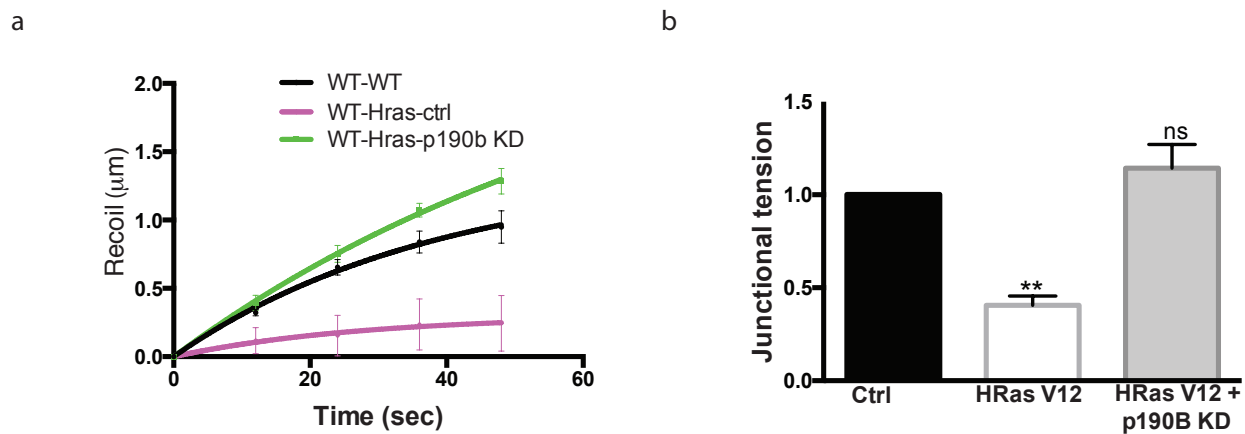 a
b
2.0
1.5
1.0
0.5
0.0
0
20
40
60
Recoil (μm)
Time (sec)
WT-WT
WT-Hras-ctrl
WT-Hras-p190b KD
1.5
1.0
0.5
0.0
Junctional tension
**
ns
Ctrl
HRas V12
HRas V12 +
p190B KD